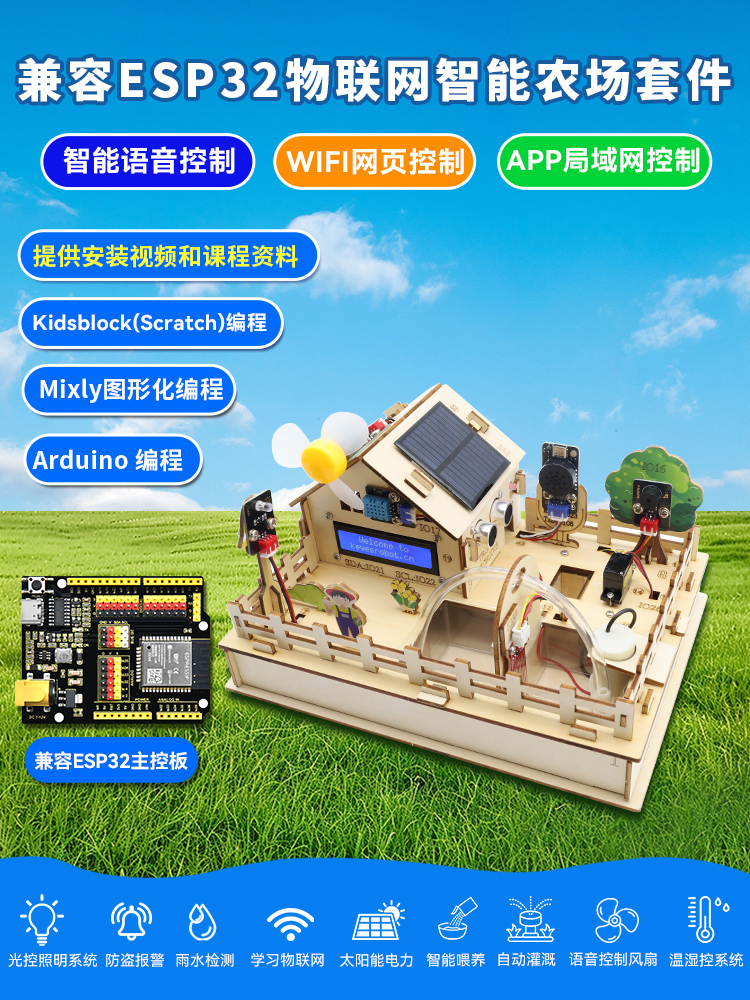 兼容ESP32物联网智能农场套件
智能语音控制
WIFI网页控制
APP局域网控制
提供安装视频和课程资料
Kidsblock(Scratch)编程
Mixly图形化编程
Arduino 编程
IO16
Welcome to
keyesrobot.cn
兼容ESP32主控板
光控照明系统
防盗报警
雨水检测
学习物联网
太阳能电力
智能喂养
自动灌溉
语音控制风扇
温湿控系统